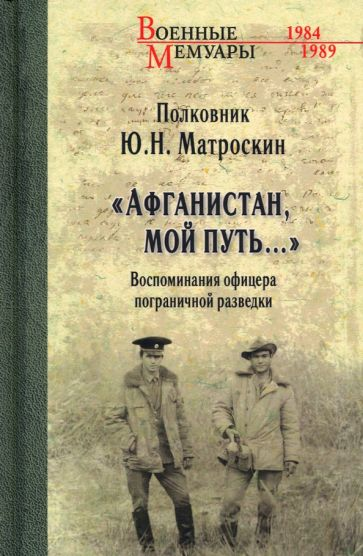 Военные 1984
Мемуары 1989
Полковник
Ю.Н. Матроскин
«Афганистан,
мой путь...»
Воспоминания офицера
пограничной разведки